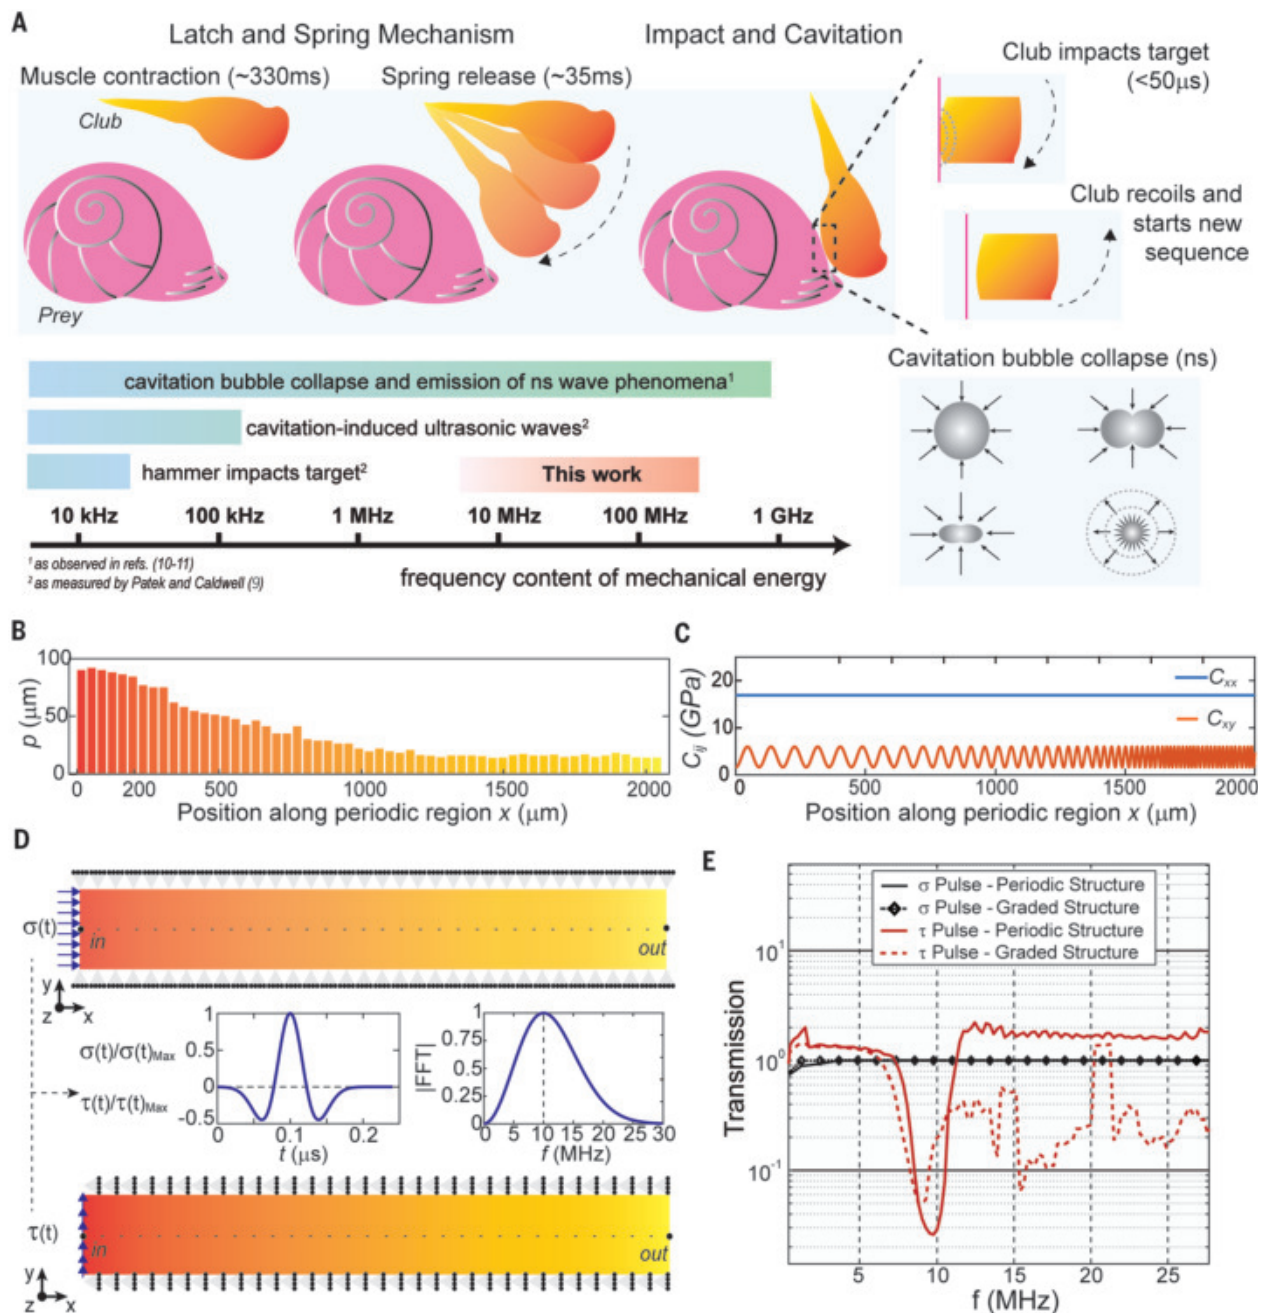 A
Latch and Spring Mechanism
Impact and Cavitation
Muscle contraction (~330ms)
Spring release (~35ms)
Club impacts target
(<50μs)
Club
Prey
Club recoils and
starts new
sequence
Cavitation bubble collapse (ns)
cavitation bubble collapse and emission of ns wave phenomena¹
cavitation-induced ultrasonic waves²
hammer impacts target²
This work
10 kHz 100 kHz 1 MHz 10 MHz 100 MHz 1 GHz
¹ as observed in refs. (10-11)
² as measured by Patek and Caldwell (9)
frequency content of mechanical energy
B
100
50
0
p (μm)
0 200 500 1000 1500 2000
Position along periodic region x (μm)
C
20
10
0
C_ij (GPa)
C_xx
C_xy
500 1000 1500 2000
Position along periodic region x (μm)
D
σ(t)
in
out
y
z x
σ(t)/σ(t)Max
τ(t)/τ(t)Max
1
0.5
0
-0.5
0 0.1 0.2
t (μs)
|FFT|
1
0.75
0.5
0.25
0
0 5 10 15 20 25 30
f (MHz)
τ(t)
in
out
y
z x
E
σ Pulse - Periodic Structure
σ Pulse - Graded Structure
τ Pulse - Periodic Structure
τ Pulse - Graded Structure
Transmission
10¹
10⁰
10⁻¹
5 10 15 20 25
f (MHz)